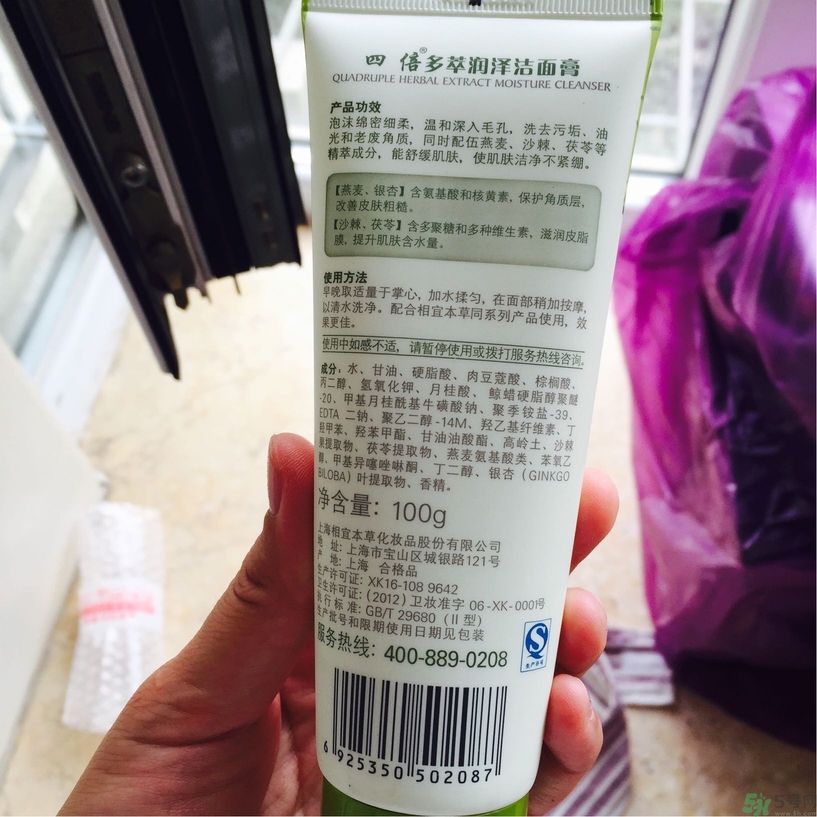 四倍®多萃润泽洁面膏
QUADRUPLE HERBAL EXTRACT MOISTURE CLEANSER
产品功效
泡沫绵密细柔，温和深入毛孔，洗去污垢、油
光和老废角质，同时配伍燕麦、沙棘、茯苓等
精萃成分，能舒缓肌肤，使肌肤洁净不紧绷。
【燕麦、银杏】含氨基酸和核黄素，保护角质层，
改善皮肤粗糙。
【沙棘、茯苓】含多聚糖和多种维生素，滋润皮脂
膜，提升肌肤含水量。
使用方法
早晚取适量于掌心，加水揉匀，在面部稍加按摩，
以清水洗净。配合相宜本草同系列产品使用，效
果更佳。
使用中如感不适，请暂停使用或拨打服务热线咨询。
成分：水、甘油、硬脂酸、肉豆蔻酸、棕榈酸、
丙二醇、氢氧化钾、月桂酸、鲸蜡硬脂醇聚醚
-20、甲基月桂酰基牛磺酸钠、聚季铵盐-39、
EDTA 二钠、聚乙二醇-14M、羟乙基纤维素、丁
羟甲苯、羟苯甲酯、甘油油酸酯、高岭土、沙棘
果提取物、茯苓提取物、燕麦氨基酸类、苯氧乙
醇、甲基异噻唑啉酮、丁二醇、银杏（GINKGO
BILOBA）叶提取物、香精。
净含量：100g
上海相宜本草化妆品股份有限公司
地 址：上海市宝山区城银路121号
产 地：上海 合格品
生产许可证：XK16-108 9642
卫生许可证：(2012) 卫妆准字 06-XK-0001号
执行标准：GB/T 29680（II型）
生产批号和限期使用日期见包装
服务热线：400-889-0208
生产许可
6 925350 502087